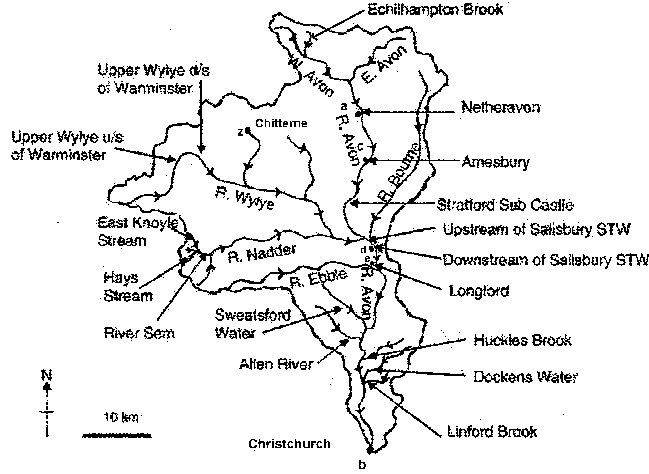 Echilhampton Brook
W. Avon
E. Avon
Upper Wylye d/s
of Warminster
a
Netheravon
z
Chitterne
R. Avon
c
Upper Wylye u/s
of Warminster
Amesbury
R. Bourne
R. Wylye
Stratford Sub Castle
East Knoyle
Stream
Upstream of Salisbury STW
R. Nadder
d
Downstream of Salisbury STW
e
Hays
Stream
R. Ebble
R. Avon
Longford
River Sem
Sweatsford
Water
Huckles Brook
Allen River
N
Dockens Water
10 km
Linford Brook
Christchurch
b